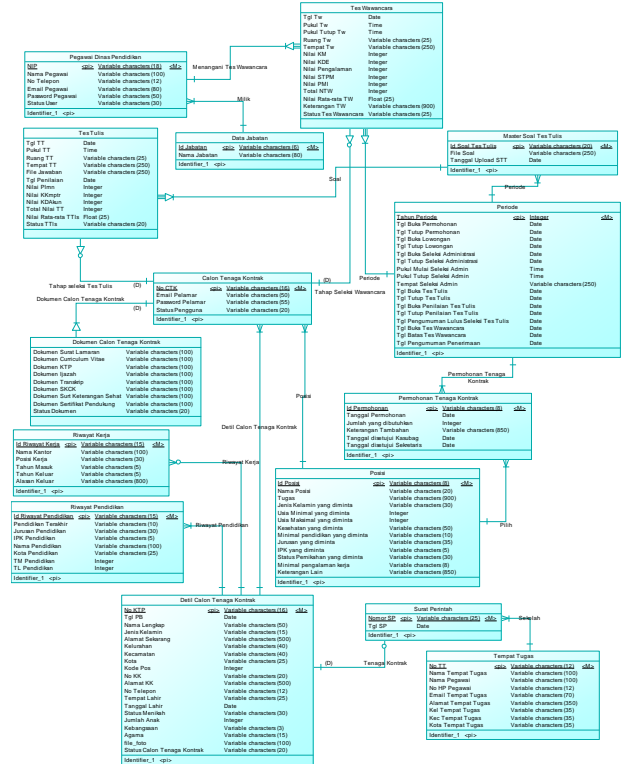 Tes Wawancara
Tgl Tw Date
Pukul Tw Time
Pukul Tutup Tw Time
Ruang Tw Variable characters (25)
Tempat Tw Variable characters (250)
Nilai KM Integer
Nilai KDE Integer
Nilai Pengalaman Integer
Nilai STPM Integer
Nilai PMI Integer
Total NTW Integer
Nilai Rata-rata TW Float (25)
Keterangan TW Variable characters (900)
Status Tes Wawancara Variable characters (25)
Pegawai Dinas Pendidikan
NIP <pi> Variable characters (18) <M>
Nama Pegawai Variable characters (100)
No Telepon Variable characters (12)
Email Pegawai Variable characters (60)
Password Pegawai Variable characters (50)
Status User Variable characters (30)
Identifier_1 <pi>
Menangani Tes Wawancara
Milik
Data Jabatan
Id Jabatan <pi> Variable characters (6) <M>
Nama Jabatan Variable characters (80)
Identifier_1 <pi>
Tes Tulis
Tgl TT Date
Pukul TT Time
Ruang TT Variable characters (25)
Tempat TT Variable characters (250)
File Jawaban Variable characters (250)
Tgl Penilaian Date
Nilai Plmn Integer
Nilai KKmptr Integer
Nilai KDAkun Integer
Total Nilai TT Integer
Nilai Rata-rata TTls Float (25)
Status TTls Variable characters (20)
Master Soal Tes Tulis
Id Soal Tes Tulis <pi> Variable characters (20) <M>
File Soal Variable characters (250)
Tanggal Upload STT Date
Identifier_1 <pi>
Soal
Periode
Periode
Tahun Periode <pi> Integer <M>
Tgl Buka Permohonan Date
Tgl Tutup Permohonan Date
Tgl Buka Lowongan Date
Tgl Tutup Lowongan Date
Tgl Buka Seleksi Administrasi Date
Tgl Tutup Seleksi Administrasi Date
Pukul Mulai Seleksi Admin Time
Pukul Tutup Seleksi Admin Time
Tempat Seleksi Admin Variable characters (250)
Tgl Buka Tes Tulis Date
Tgl Tutup Tes Tulis Date
Tgl Buka Penilaian Tes Tulis Date
Tgl Tutup Penilaian Tes Tulis Date
Tgl Pengumuman Lulus Seleksi Tes Tulis Date
Tgl Buka Tes Wawancara Date
Tgl Batas Tes Wawancara Date
Tgl Pengumuman Penerimaan Date
Identifier_1 <pi>
Periode
Tahap seleksi Tes Tulis (D)
Calon Tenaga Kontrak
No CTK <pi> Variable characters (16) <M>
Email Pelamar Variable characters (50)
Password Pelamar Variable characters (55)
Status Pengguna Variable characters (20)
Identifier_1 <pi>
(D)
Tahap Seleksi Wawancara
Dokumen Calon Tenaga Kontrak
(D)
Dokumen Calon Tenaga Kontrak
Dokumen Surat Lamaran Variable characters (100)
Dokumen Curriculum Vitae Variable characters (100)
Dokumen KTP Variable characters (100)
Dokumen Ijazah Variable characters (100)
Dokumen Transkip Variable characters (100)
Dokumen SKCK Variable characters (100)
Dokumen Surt Keterangan Sehat Variable characters (100)
Dokumen Sertifikat Pendukung Variable characters (100)
Status Dokumen Variable characters (20)
Permohonan Tenaga
Kontrak
Permohonan Tenaga Kontrak
Id Permohonan <pi> Variable characters (8) <M>
Tanggal Permohonan Date
Jumlah yang dibutuhkan Integer
Keterangan Tambahan Variable characters (850)
Tanggal disetujui Kasubag Date
Tanggal disetujui Sekretaris Date
Identifier_1 <pi>
Posisi
Detil Calon Tenaga Kontrak
Riwayat Kerja
Id Riwayat Kerja <pi> Variable characters (15) <M>
Nama Kantor Variable characters (100)
Posisi Kerja Variable characters (30)
Tahun Masuk Variable characters (5)
Tahun Keluar Variable characters (5)
Alasan Keluar Variable characters (800)
Identifier_1 <pi>
Riwayat Kerja
Posisi
Id Posisi <pi> Variable characters (8) <M>
Nama Posisi Variable characters (20)
Tugas Variable characters (900)
Jenis Kelamin yang diminta Variable characters (30)
Usia Minimal yang diminta Integer
Usia Maksimal yang diminta Integer
Kesehatan yang diminta Variable characters (50)
Minimal pendidikan yang diminta Variable characters (10)
Jurusan yang diminta Variable characters (35)
IPK yang diminta Variable characters (5)
Status Pernikahan yang diminta Variable characters (30)
Minimal pengalaman kerja Variable characters (8)
Keterangan Lain Variable characters (850)
Identifier_1 <pi>
Pilih
Riwayat Pendidikan
Id Riwayat Pendidikan <pi> Variable characters (15) <M>
Pendidikan Terakhir Variable characters (10)
Jurusan Pendidikan Variable characters (30)
IPK Pendidikan Variable characters (5)
Nama Pendidikan Variable characters (100)
Kota Pendidikan Variable characters (25)
TM Pendidikan Integer
TL Pendidikan Integer
Identifier_1 <pi>
Riwayat Pendidikan
Detil Calon Tenaga Kontrak
No KTP <pi> Variable characters (16) <M>
Tgl PB Date
Nama Lengkap Variable characters (50)
Jenis Kelamin Variable characters (15)
Alamat Sekarang Variable characters (500)
Kelurahan Variable characters (40)
Kecamatan Variable characters (40)
Kota Variable characters (25)
Kode Pos Integer
No KK Variable characters (20)
Alamat KK Variable characters (500)
No Telepon Variable characters (12)
Tempat Lahir Variable characters (25)
Tanggal Lahir Date
Status Menikah Variable characters (30)
Jumlah Anak Integer
Kebangsaan Variable characters (3)
Agama Variable characters (15)
file_foto Variable characters (100)
Status Calon Tenaga Kontrak Variable characters (20)
Identifier_1 <pi>
Surat Perintah
Nomor SP <pi> Variable characters (25) <M>
Tgl SP Date
Identifier_1 <pi>
Sekolah
(D) Tenaga Kontrak
Tempat Tugas
No TT <pi> Variable characters (12) <M>
Nama Tempat Tugas Variable characters (100)
Nama Pegawai Variable characters (100)
No HP Pegawai Variable characters (12)
Email Tempat Tugas Variable characters (70)
Alamat Tempat Tugas Variable characters (350)
Kel Tempat Tugas Variable characters (35)
Kec Tempat Tugas Variable characters (35)
Kota Tempat Tugas Variable characters (35)
Identifier_1 <pi>